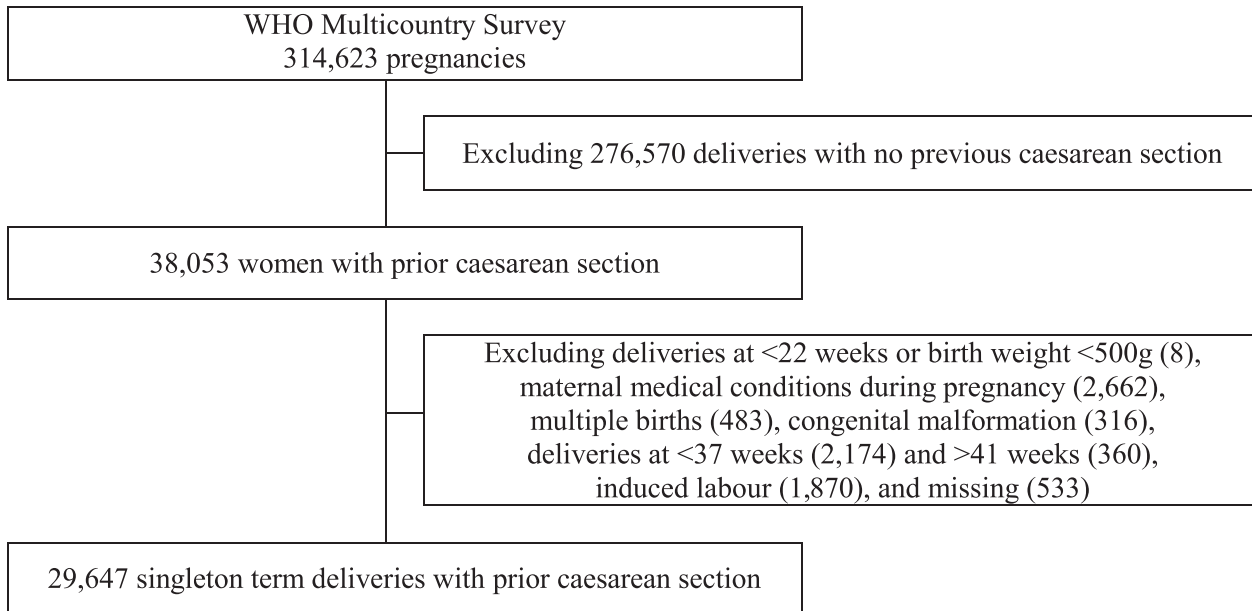 WHO Multicountry Survey
314,623 pregnancies
Excluding 276,570 deliveries with no previous caesarean section
38,053 women with prior caesarean section
Excluding deliveries at <22 weeks or birth weight <500g (8),
maternal medical conditions during pregnancy (2,662),
multiple births (483), congenital malformation (316),
deliveries at <37 weeks (2,174) and >41 weeks (360),
induced labour (1,870), and missing (533)
29,647 singleton term deliveries with prior caesarean section